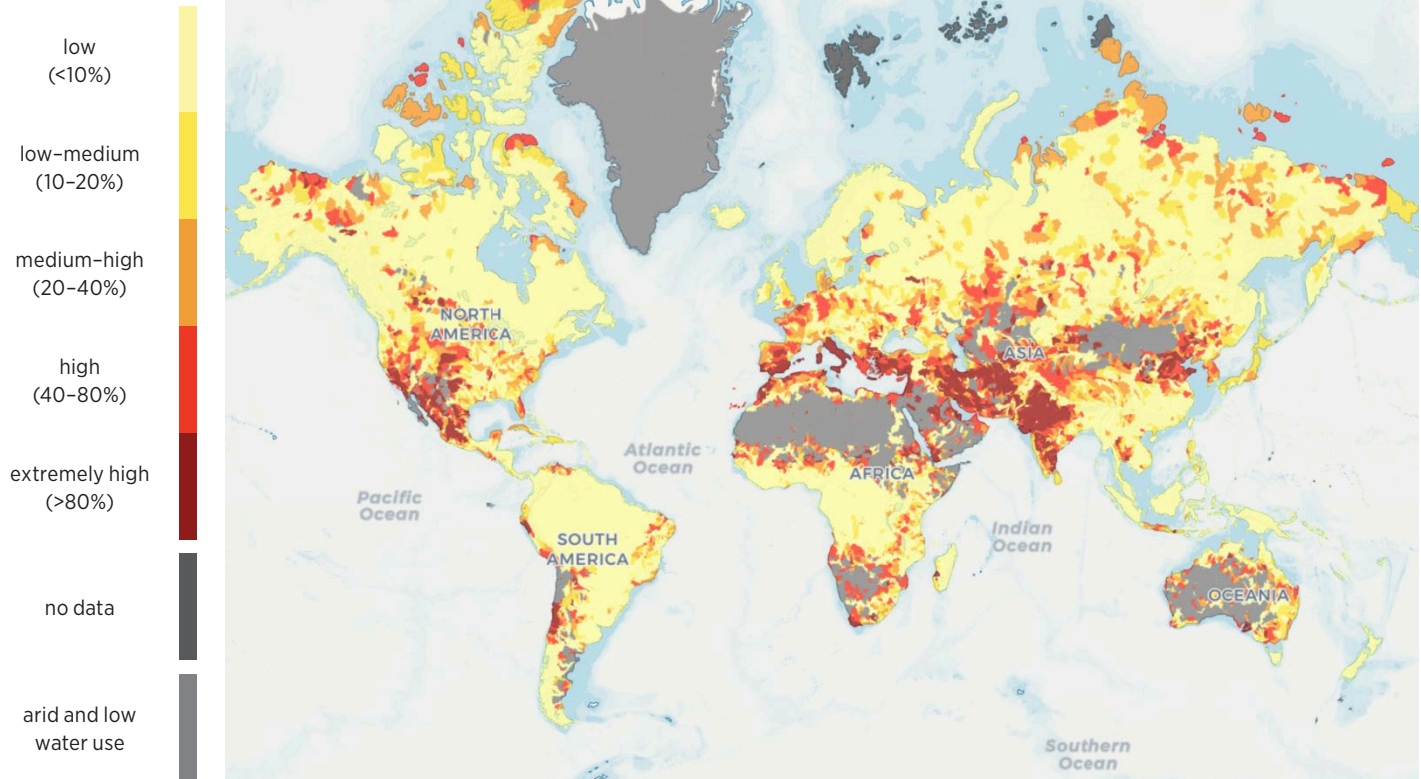 low
(<10%)
low–medium
(10–20%)
medium–high
(20–40%)
high
(40–80%)
extremely high
(>80%)
no data
arid and low
water use
NORTH
AMERICA
ASIA
Atlantic
Ocean
AFRICA
Pacific
Ocean
Indian
Ocean
SOUTH
AMERICA
OCEANIA
Southern
Ocean